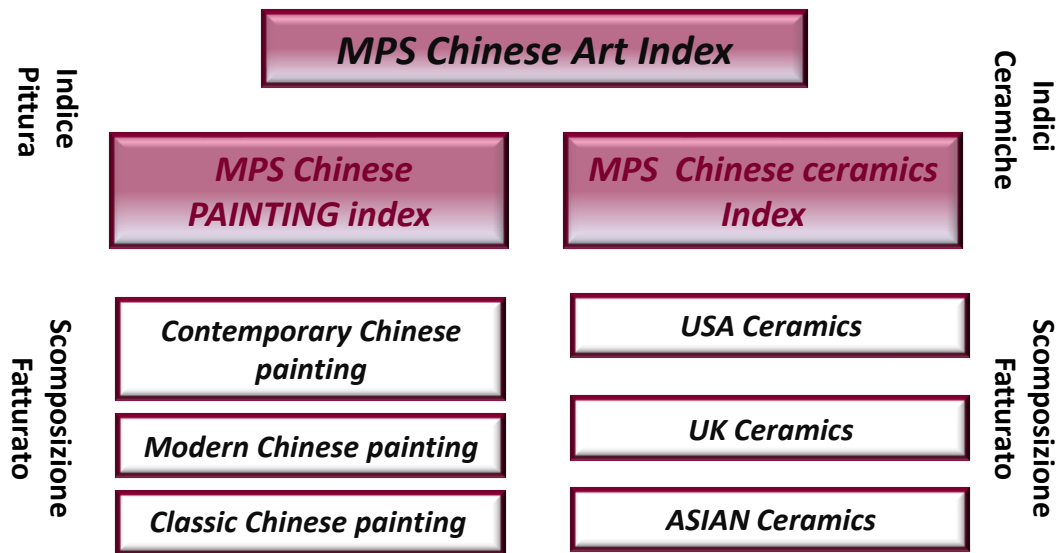 MPS Chinese Art Index
Indice
Pittura
Indici
Ceramiche
MPS Chinese
PAINTING index
MPS Chinese ceramics
Index
Scomposizione
Fatturato
Contemporary Chinese
painting
Modern Chinese painting
Classic Chinese painting
USA Ceramics
UK Ceramics
ASIAN Ceramics
Scomposizione
Fatturato